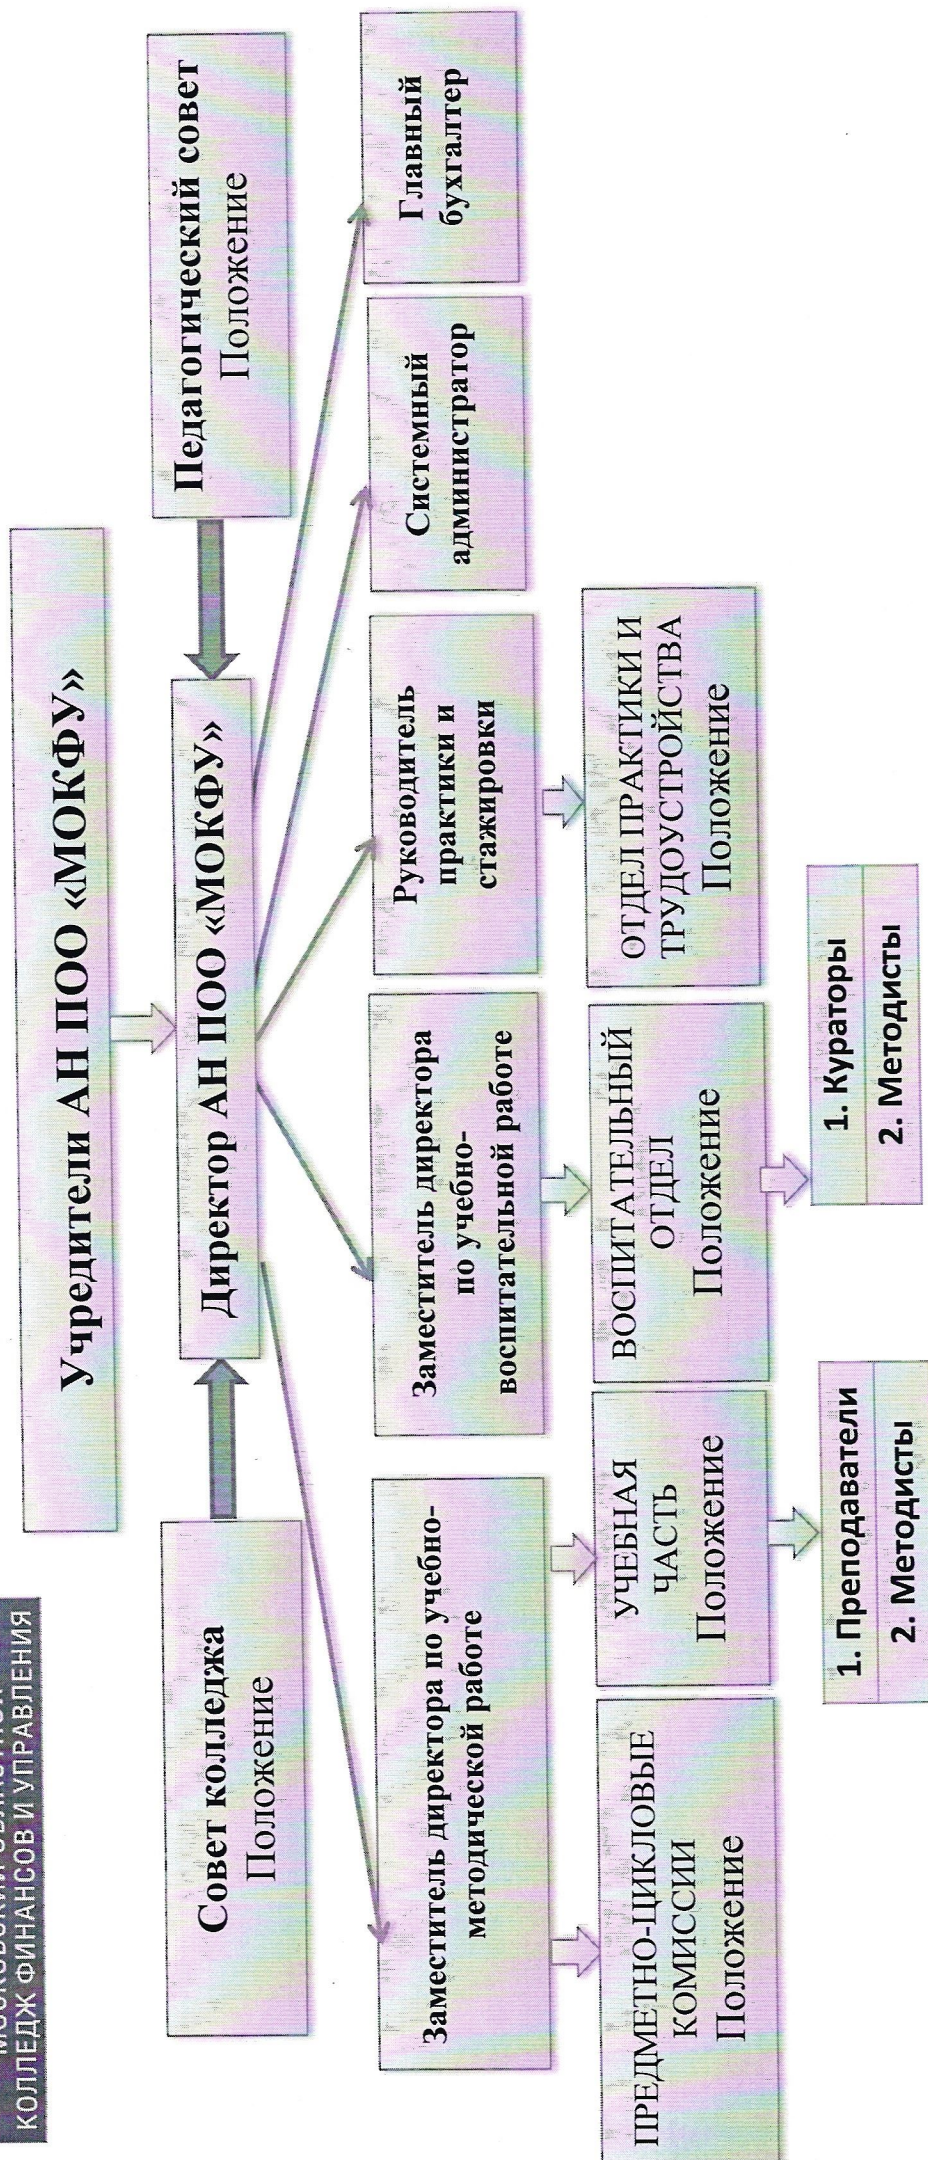 КОЛЛЕДЖ ФИНАНСОВ И УПРАВЛЕНИЯ
Учредители АН ПОО «МОКФУ»
Совет колледжа
Положение
Директор АН ПОО «МОКФУ»
Педагогический совет
Положение
Заместитель директора по учебно-
методической работе
Заместитель директора
по учебно-
воспитательной работе
Руководитель
практики и
стажировки
Системный
администратор
Главный
бухгалтер
ПРЕДМЕТНО-ЦИКЛОВЫЕ
КОМИССИИ
Положение
УЧЕБНАЯ
ЧАСТЬ
Положение
ВОСПИТАТЕЛЬНЫЙ
ОТДЕЛ
Положение
ОТДЕЛ ПРАКТИКИ И
ТРУДОУСТРОЙСТВА
Положение
1. Преподаватели
2. Методисты
1. Кураторы
2. Методисты